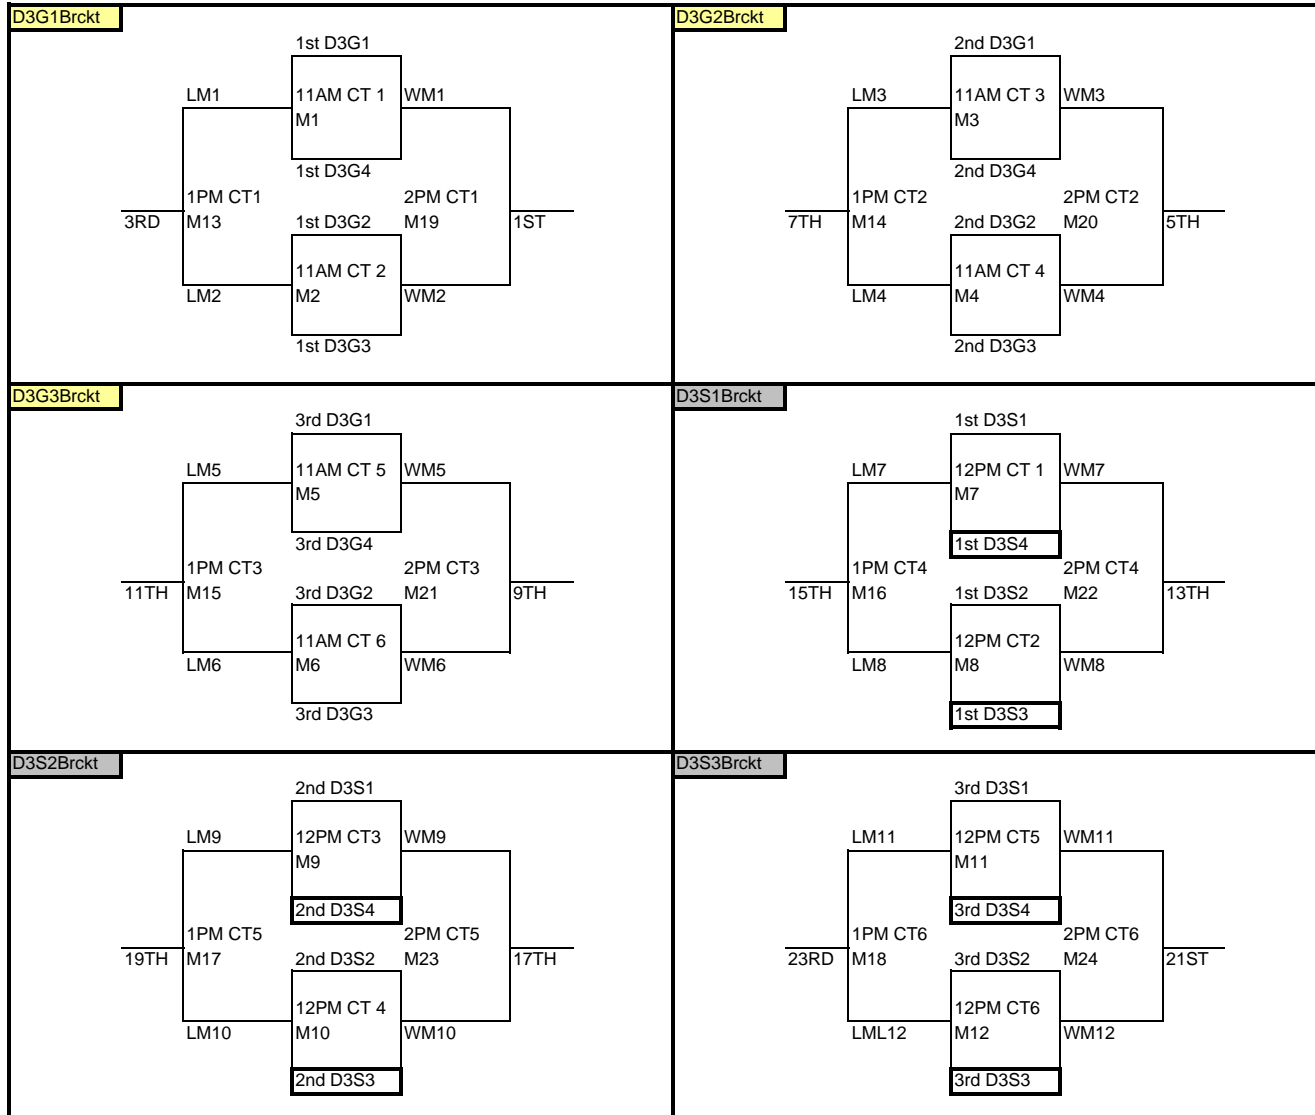 D3G1Brckt
1st D3G1
LM1 11AM CT 1 WM1
M1
1st D3G4
1PM CT1 2PM CT1
3RD M13 1st D3G2 M19 1ST
11AM CT 2
LM2 M2 WM2
1st D3G3
D3G2Brckt
2nd D3G1
LM3 11AM CT 3 WM3
M3
2nd D3G4
1PM CT2 2PM CT2
7TH M14 2nd D3G2 M20 5TH
11AM CT 4
LM4 M4 WM4
2nd D3G3
D3G3Brckt
3rd D3G1
LM5 11AM CT 5 WM5
M5
3rd D3G4
1PM CT3 2PM CT3
11TH M15 3rd D3G2 M21 9TH
11AM CT 6
LM6 M6 WM6
3rd D3G3
D3S1Brckt
1st D3S1
LM7 12PM CT 1 WM7
M7
1st D3S4
1PM CT4 2PM CT4
15TH M16 1st D3S2 M22 13TH
12PM CT2
LM8 M8 WM8
1st D3S3
D3S2Brckt
2nd D3S1
LM9 12PM CT3 WM9
M9
2nd D3S4
1PM CT5 2PM CT5
19TH M17 2nd D3S2 M23 17TH
12PM CT 4
LM10 M10 WM10
2nd D3S3
D3S3Brckt
3rd D3S1
LM11 12PM CT5 WM11
M11
3rd D3S4
1PM CT6 2PM CT6
23RD M18 3rd D3S2 M24 21ST
12PM CT6
LML12 M12 WM12
3rd D3S3